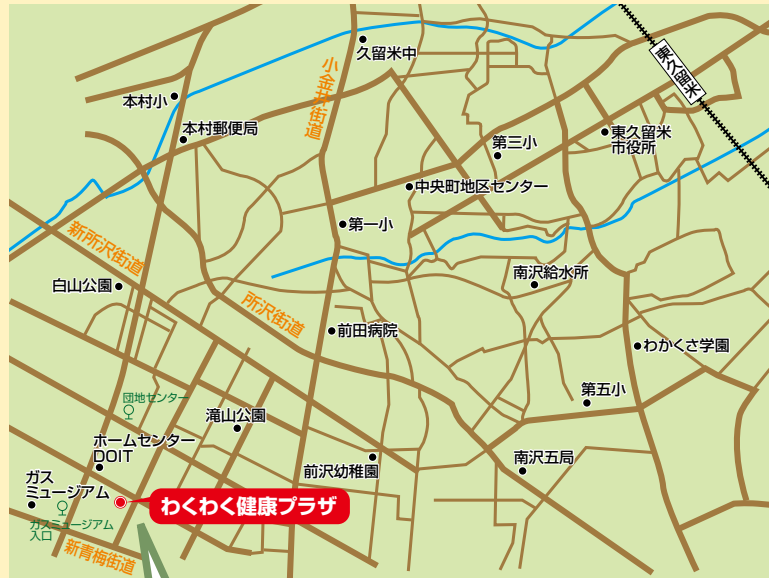 久留米中
東久留米
小金井街道
本村小
本村郵便局
第三小
東久留米
市役所
中央町地区センター
第一小
新所沢街道
白山公園
南沢給水所
所沢街道
前田病院
わかくさ学園
団地センター
第五小
滝山公園
ホームセンター
DOIT
前沢幼稚園
南沢五局
ガス
ミュージアム
わくわく健康プラザ
ガスミュージアム
入口
新青梅街道